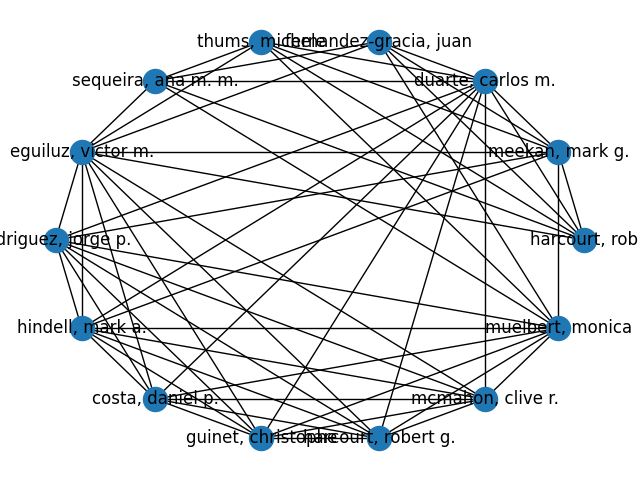 thums, michele
fernandez-gracia, juan
sequeira, ana m. m.
duarte, carlos m.
eguiluz, victor m.
meekan, mark g.
driguez, jorge p.
harcourt, rob
hindell, mark a.
muelbert, monica
costa, daniel p.
mcmahon, clive r.
guinet, christophe
harcourt, robert g.